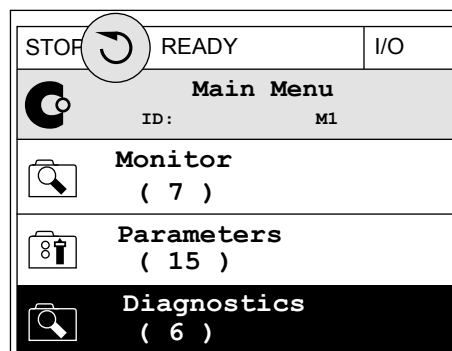 STOP READY I/O
Main Menu
ID: M1
Monitor
( 7 )
Parameters
( 15 )
Diagnostics
( 6 )